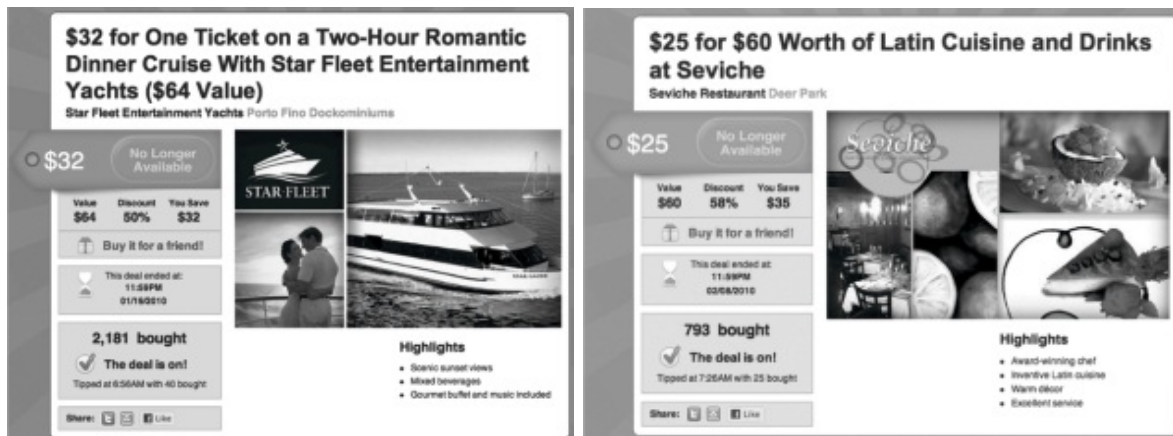 $32 for One Ticket on a Two-Hour Romantic
Dinner Cruise With Star Fleet Entertainment
Yachts ($64 Value)
Star Fleet Entertainment Yachts Porto Fino Dockominiums
$32
No Longer
Available
STAR FLEET
Value Discount You Save
$64 50% $32
Buy it for a friend!
This deal ended at:
11:59PM
01/16/2010
2,181 bought
The deal is on!
Tipped at 6:56AM with 40 bought
Share: Like
Highlights
• Scenic sunset views
• Mixed beverages
• Gourmet buffet and music included
$25 for $60 Worth of Latin Cuisine and Drinks
at Seviche
Seviche Restaurant Deer Park
$25
No Longer
Available
Seviche
Value Discount You Save
$60 58% $35
Buy it for a friend!
This deal ended at:
11:59PM
02/08/2010
793 bought
The deal is on!
Tipped at 7:26AM with 25 bought
Share: Like
Highlights
• Award-winning chef
• Inventive Latin cuisine
• Warm décor
• Excellent service